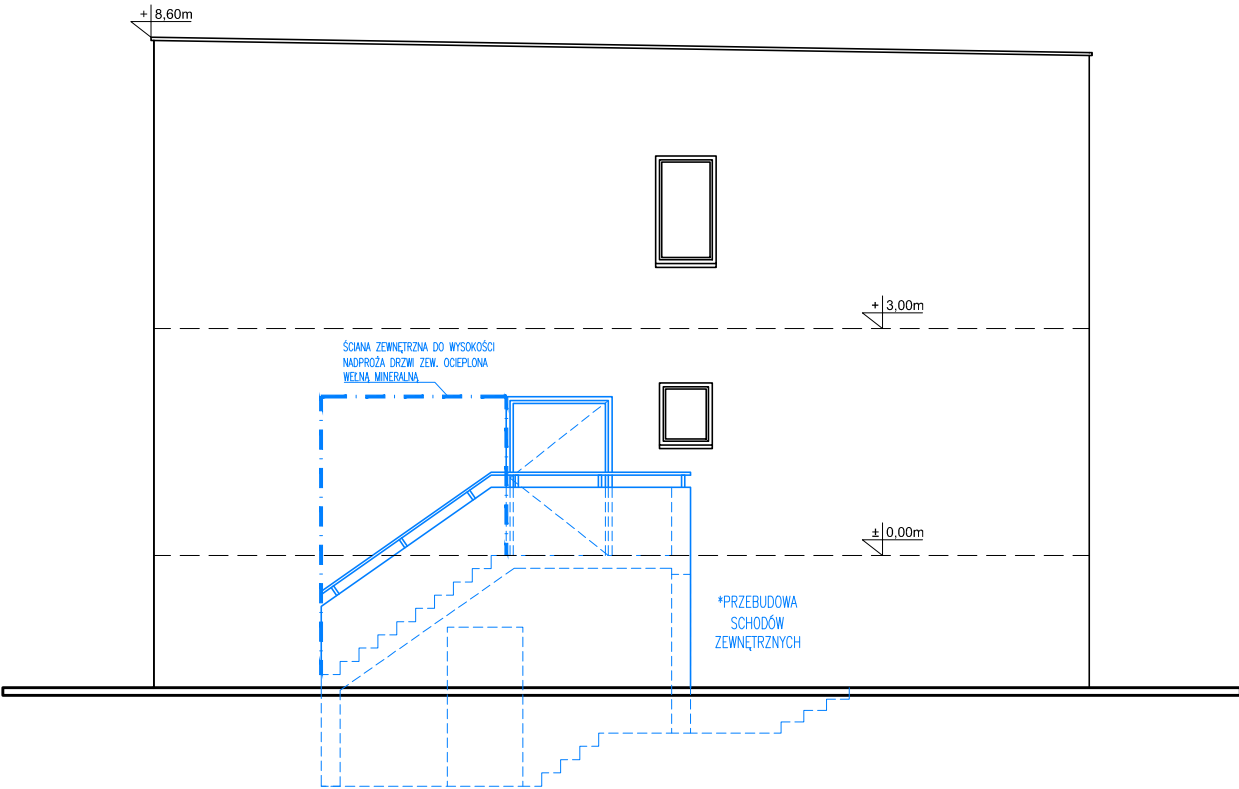 + 8,60m
+ 3,00m
ŚCIANA ZEWNĘTRZNA DO WYSOKOŚCI
NADPROŻA DRZWI ZEW. OCIEPLONA
WEŁNĄ MINERALNĄ
± 0,00m
*PRZEBUDOWA
SCHODÓW
ZEWNĘTRZNYCH